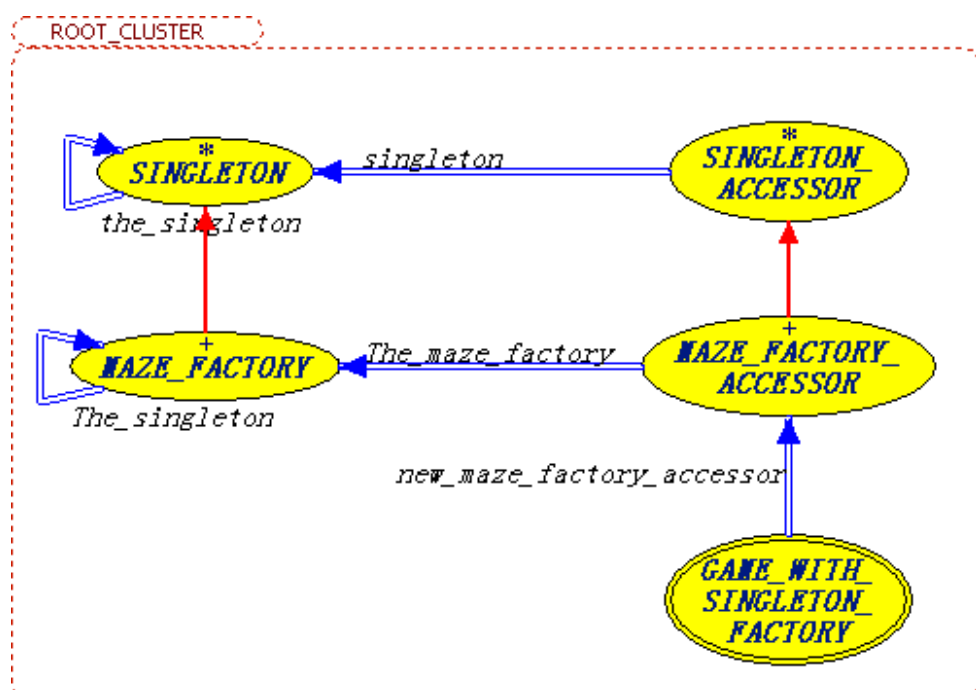 ROOT_CLUSTER
*
SINGLETON
the_singleton
singleton
*
SINGLETON_
ACCESSOR
+
MAZE_FACTORY
The_singleton
The_maze_factory
+
MAZE_FACTORY_
ACCESSOR
new_maze_factory_accessor
GAME_WITH_
SINGLETON_
FACTORY